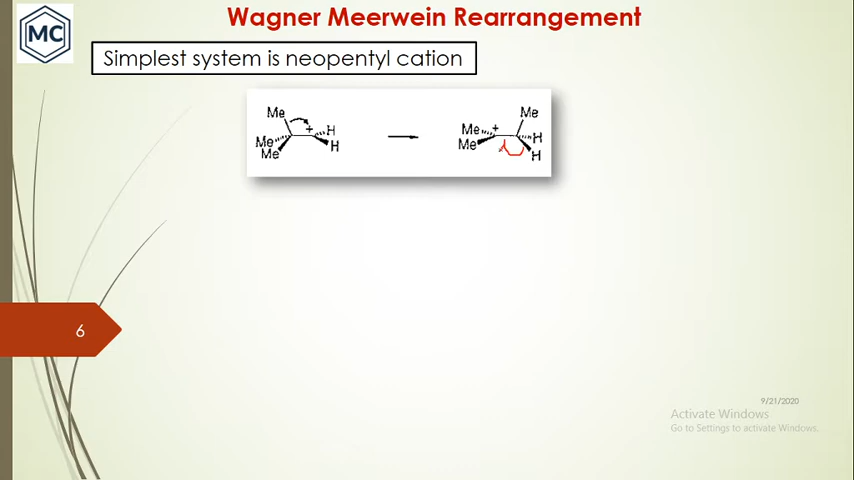 MC
Wagner Meerwein Rearrangement
Simplest system is neopentyl cation
Me
+
H
H
Me
Me
Me
Me
+
Me
H
H
6
9/21/2020
Activate Windows
Go to Settings to activate Windows.